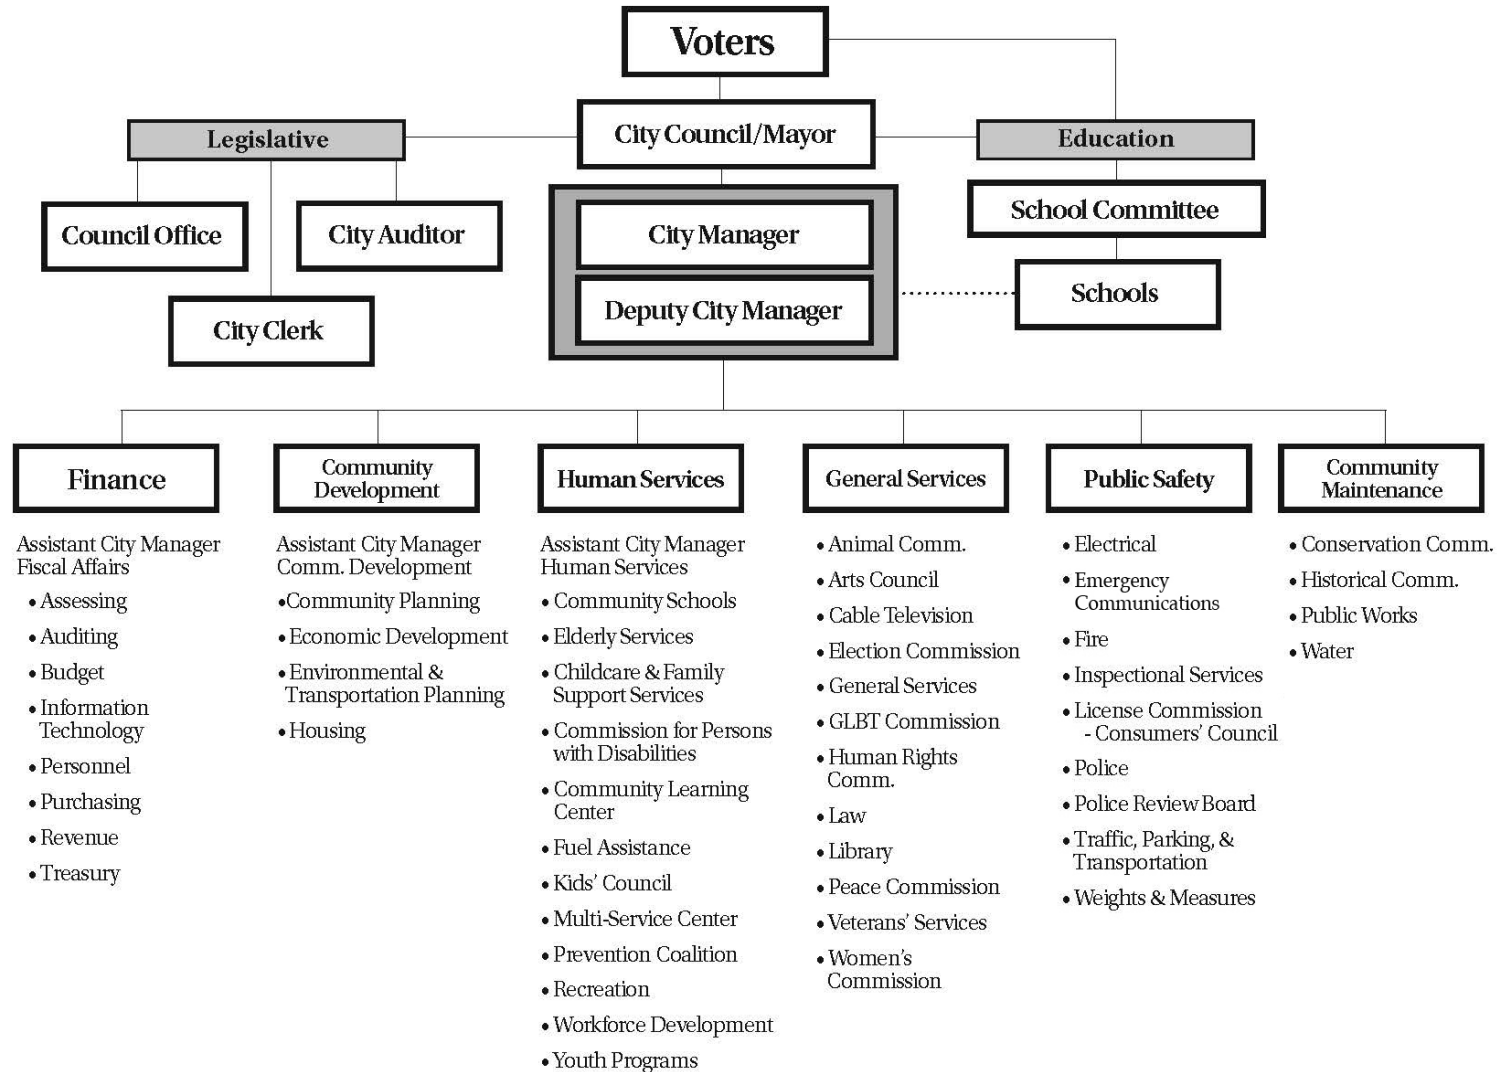 Voters
City Council/Mayor
Legislative
Education
Council Office
City Auditor
City Clerk
City Manager
Deputy City Manager
School Committee
Schools
Finance
Assistant City Manager
Fiscal Affairs
• Assessing
• Auditing
• Budget
• Information
Technology
• Personnel
• Purchasing
• Revenue
• Treasury
Community
Development
Assistant City Manager
Comm. Development
•Community Planning
• Economic Development
• Environmental &
Transportation Planning
• Housing
Human Services
Assistant City Manager
Human Services
• Community Schools
• Elderly Services
• Childcare & Family
Support Services
• Commission for Persons
with Disabilities
• Community Learning
Center
• Fuel Assistance
• Kids’ Council
• Multi-Service Center
• Prevention Coalition
• Recreation
• Workforce Development
• Youth Programs
General Services
• Animal Comm.
• Arts Council
• Cable Television
• Election Commission
• General Services
• GLBT Commission
• Human Rights
Comm.
• Law
• Library
• Peace Commission
• Veterans’ Services
• Women’s
Commission
Public Safety
• Electrical
• Emergency
Communications
• Fire
• Inspectional Services
• License Commission
- Consumers’ Council
• Police
• Police Review Board
• Traffic, Parking, &
Transportation
• Weights & Measures
Community
Maintenance
• Conservation Comm.
• Historical Comm.
• Public Works
• Water